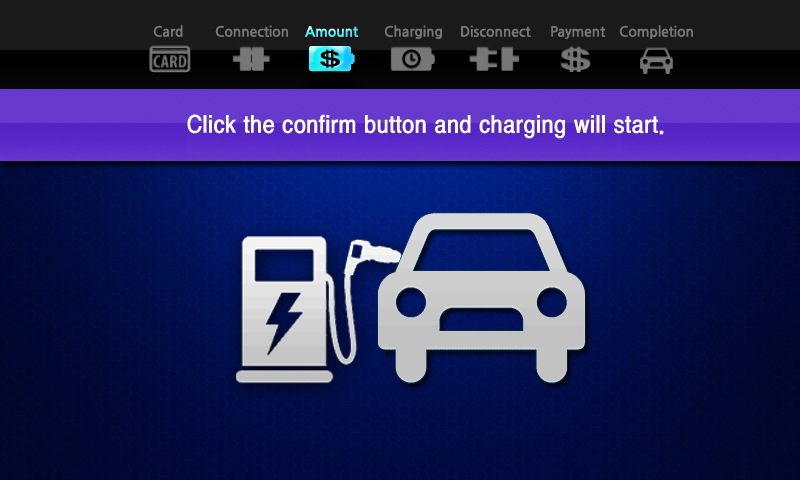 Card Connection Amount Charging Disconnect Payment Completion
CARD $ $
Click the confirm button and charging will start.